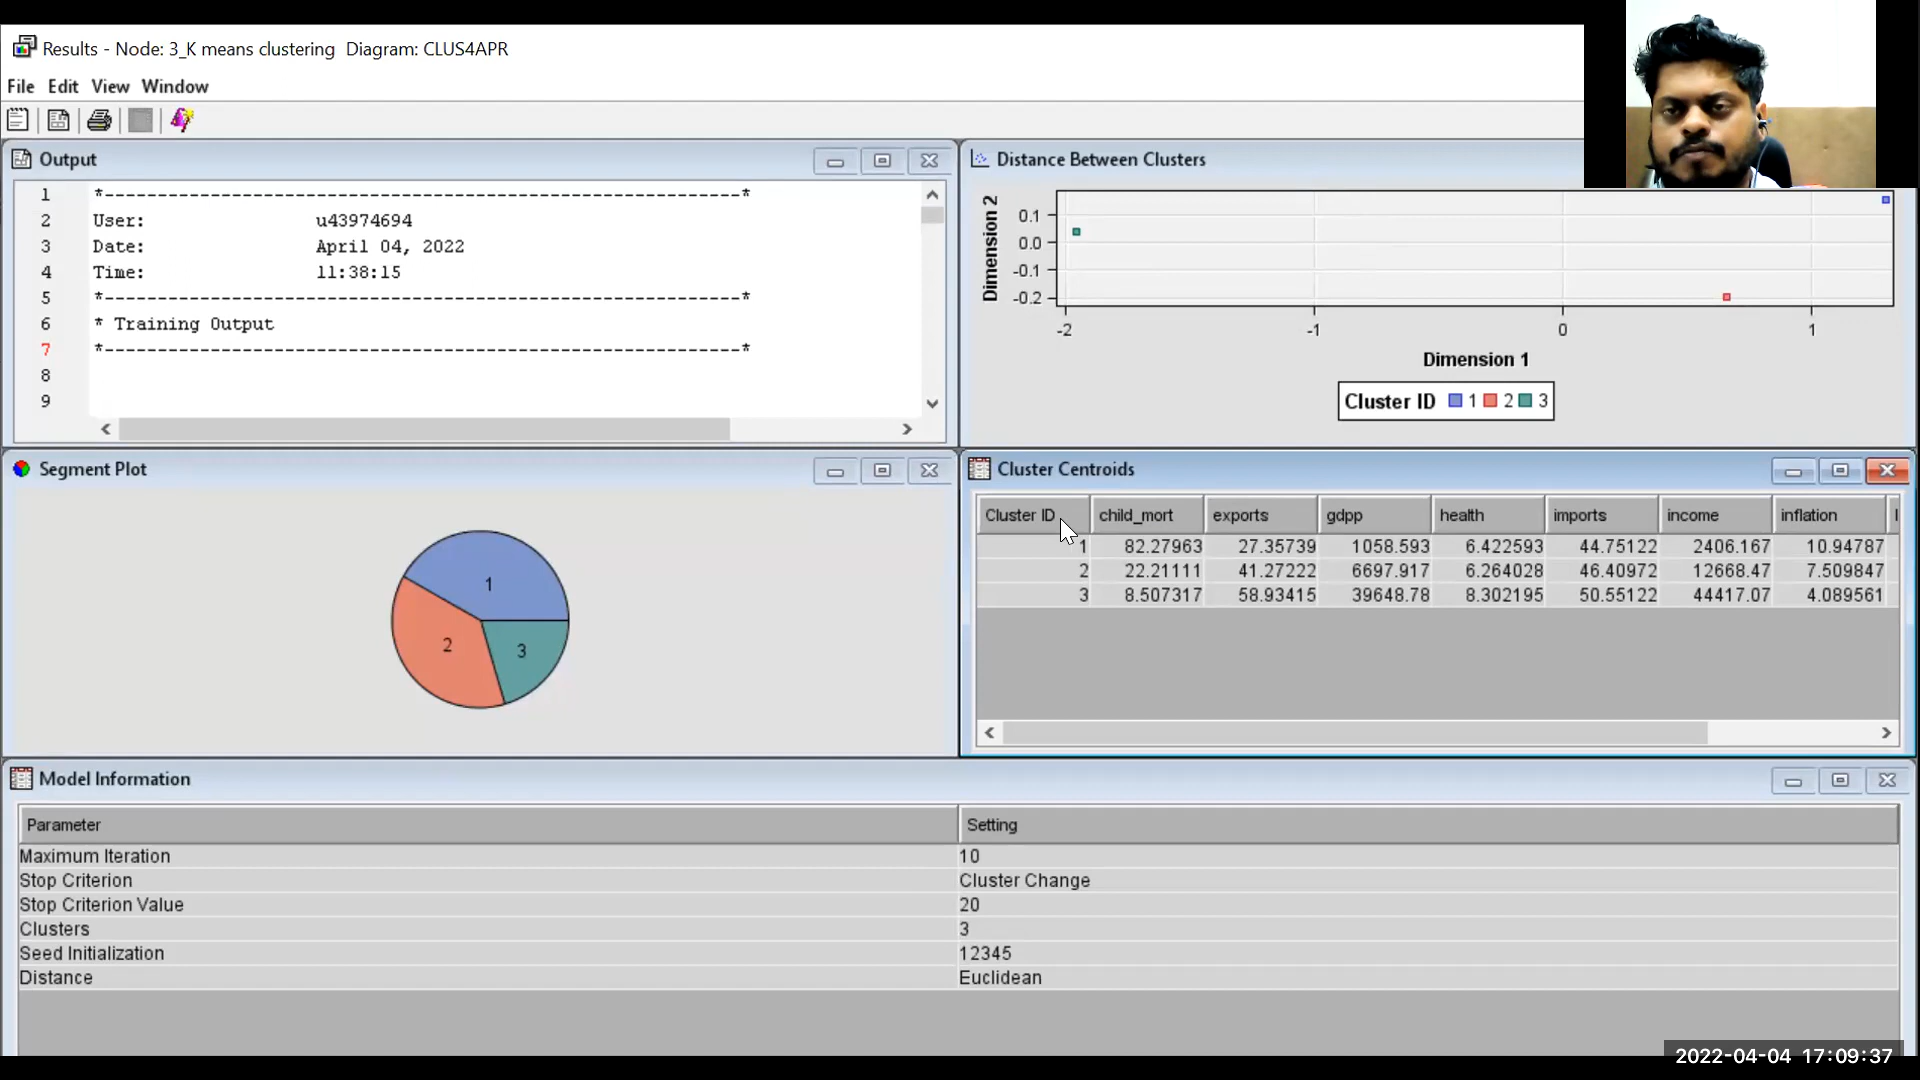 Results - Node: 3_K means clustering Diagram: CLUS4APR
File Edit View Window
Output
1 *-------------------------------------------------------------*
2 User: u43974694
3 Date: April 04, 2022
4 Time: 11:38:15
5 *-------------------------------------------------------------*
6 * Training Output
7 *-------------------------------------------------------------*
8
9
Distance Between Clusters
Dimension 2
0.1
0.0
-0.1
-0.2
-2 -1 0 1
Dimension 1
Cluster ID 1 2 3
Segment Plot
1
2
3
Cluster Centroids
Cluster ID child_mort exports gdpp health imports income inflation l
1 82.27963 27.35739 1058.593 6.422593 44.75122 2406.167 10.94787
2 22.21111 41.27222 6697.917 6.264028 46.40972 12668.47 7.509847
3 8.507317 58.93415 39648.78 8.302195 50.55122 44417.07 4.089561
Model Information
Parameter Setting
Maximum Iteration 10
Stop Criterion Cluster Change
Stop Criterion Value 20
Clusters 3
Seed Initialization 12345
Distance Euclidean
2022-04-04 17:09:37